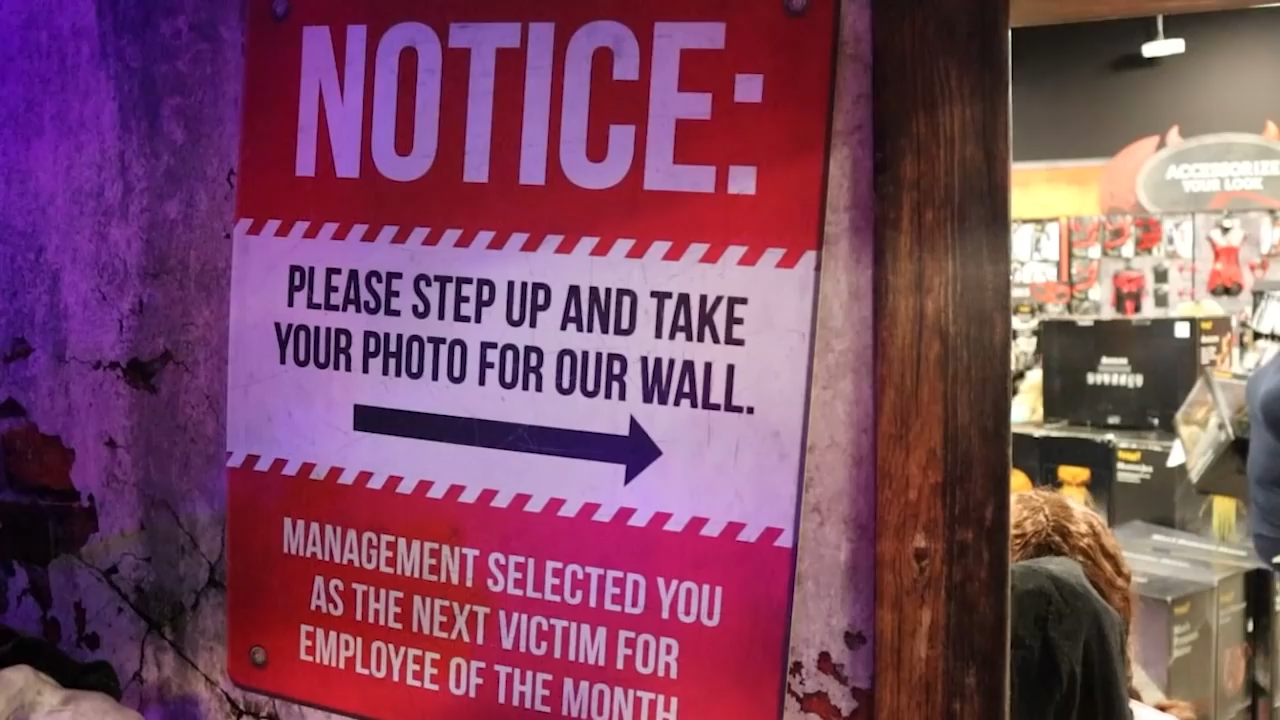 NOTICE:
PLEASE STEP UP AND TAKE
YOUR PHOTO FOR OUR WALL.
MANAGEMENT SELECTED YOU
AS THE NEXT VICTIM FOR
EMPLOYEE OF THE MONTH
ACCESSORIZE
YOUR LOOK